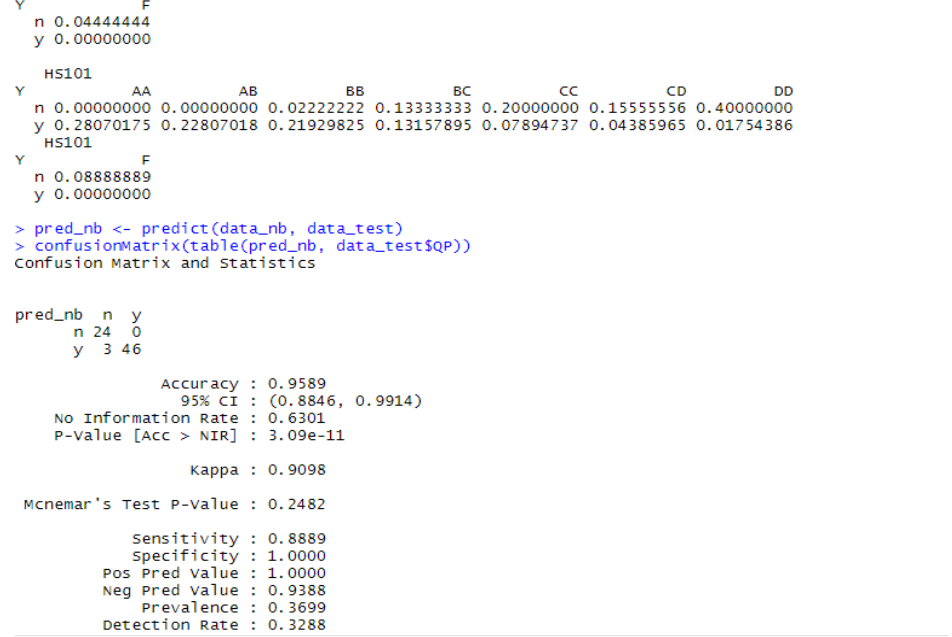 Y F
n 0.04444444
y 0.00000000
HS101
Y AA AB BB BC CC CD DD
n 0.00000000 0.00000000 0.02222222 0.13333333 0.20000000 0.15555556 0.40000000
y 0.28070175 0.22807018 0.21929825 0.13157895 0.07894737 0.04385965 0.01754386
HS101
Y F
n 0.08888889
y 0.00000000
> pred_nb <- predict(data_nb, data_test)
> confusionMatrix(table(pred_nb, data_test$QP))
Confusion Matrix and Statistics
pred_nb n y
n 24 0
y 3 46
Accuracy : 0.9589
95% CI : (0.8846, 0.9914)
No Information Rate : 0.6301
P-Value [Acc > NIR] : 3.09e-11
Kappa : 0.9098
Mcnemar's Test P-Value : 0.2482
Sensitivity : 0.8889
Specificity : 1.0000
Pos Pred Value : 1.0000
Neg Pred Value : 0.9388
Prevalence : 0.3699
Detection Rate : 0.3288